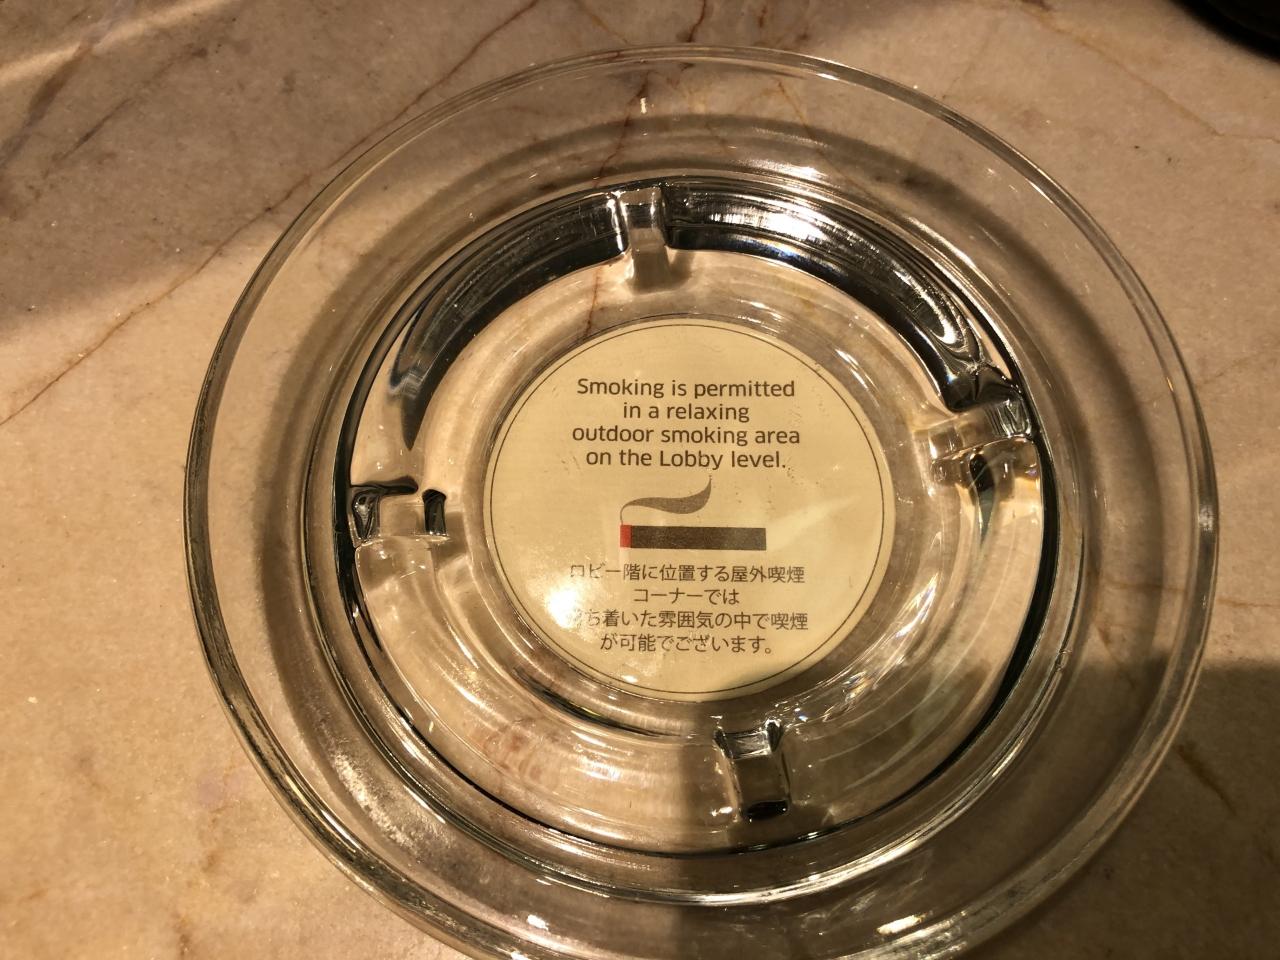 Smoking is permitted
in a relaxing
outdoor smoking area
on the Lobby level.
ロビー階に位置する屋外喫煙
コーナーでは
落ち着いた雰囲気の中で喫煙
が可能でございます。